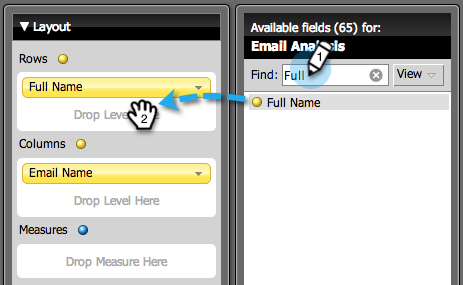 ▼ Layout
Rows
Full Name
Drop Level Here
Columns
Email Name
Drop Level Here
Measures
Drop Measure Here
Available fields (65) for:
Email Analysis
Find: Full View
Full Name
1
2